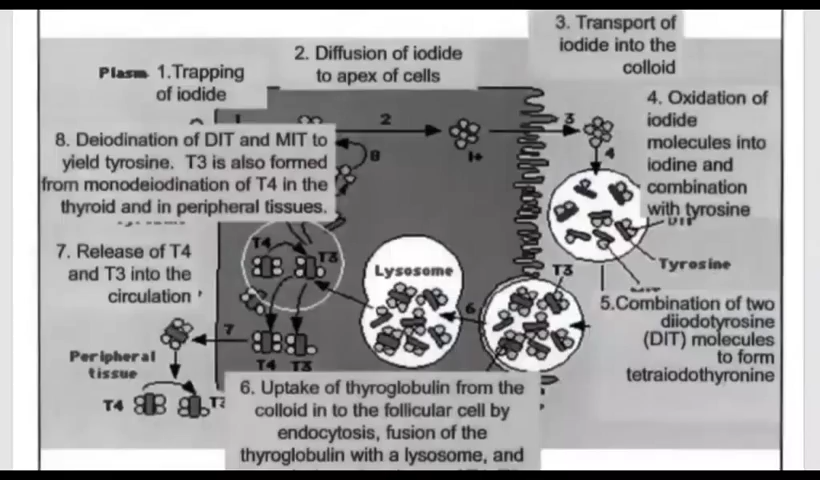 3. Transport of
iodide into the
colloid
2. Diffusion of iodide
to apex of cells
Plasm 1.Trapping
of iodide
4. Oxidation of
iodide
molecules into
iodine and
combination
with tyrosine
1
2
3
I+
4
8. Deiodination of DIT and MIT to
yield tyrosine. T3 is also formed
from monodeiodination of T4 in the
thyroid and in peripheral tissues.
8
DIT
Tyrosine
7. Release of T4
and T3 into the
circulation
T4
T3
Lysosome
T3
5.Combination of two
diiodotyrosine
(DIT) molecules
to form
tetraiodothyronine
6
7
Peripheral
tissue
T4 T3
T4
6. Uptake of thyroglobulin from the
colloid in to the follicular cell by
endocytosis, fusion of the
thyroglobulin with a lysosome, and